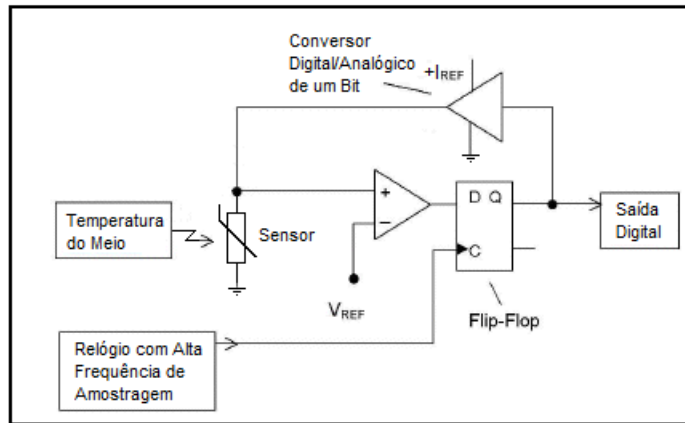 Conversor
Digital/Analógico
de um Bit
+IREF
Temperatura
do Meio
Sensor
+
−
VREF
D Q
C
Flip-Flop
Saída
Digital
Relógio com Alta
Frequência de
Amostragem